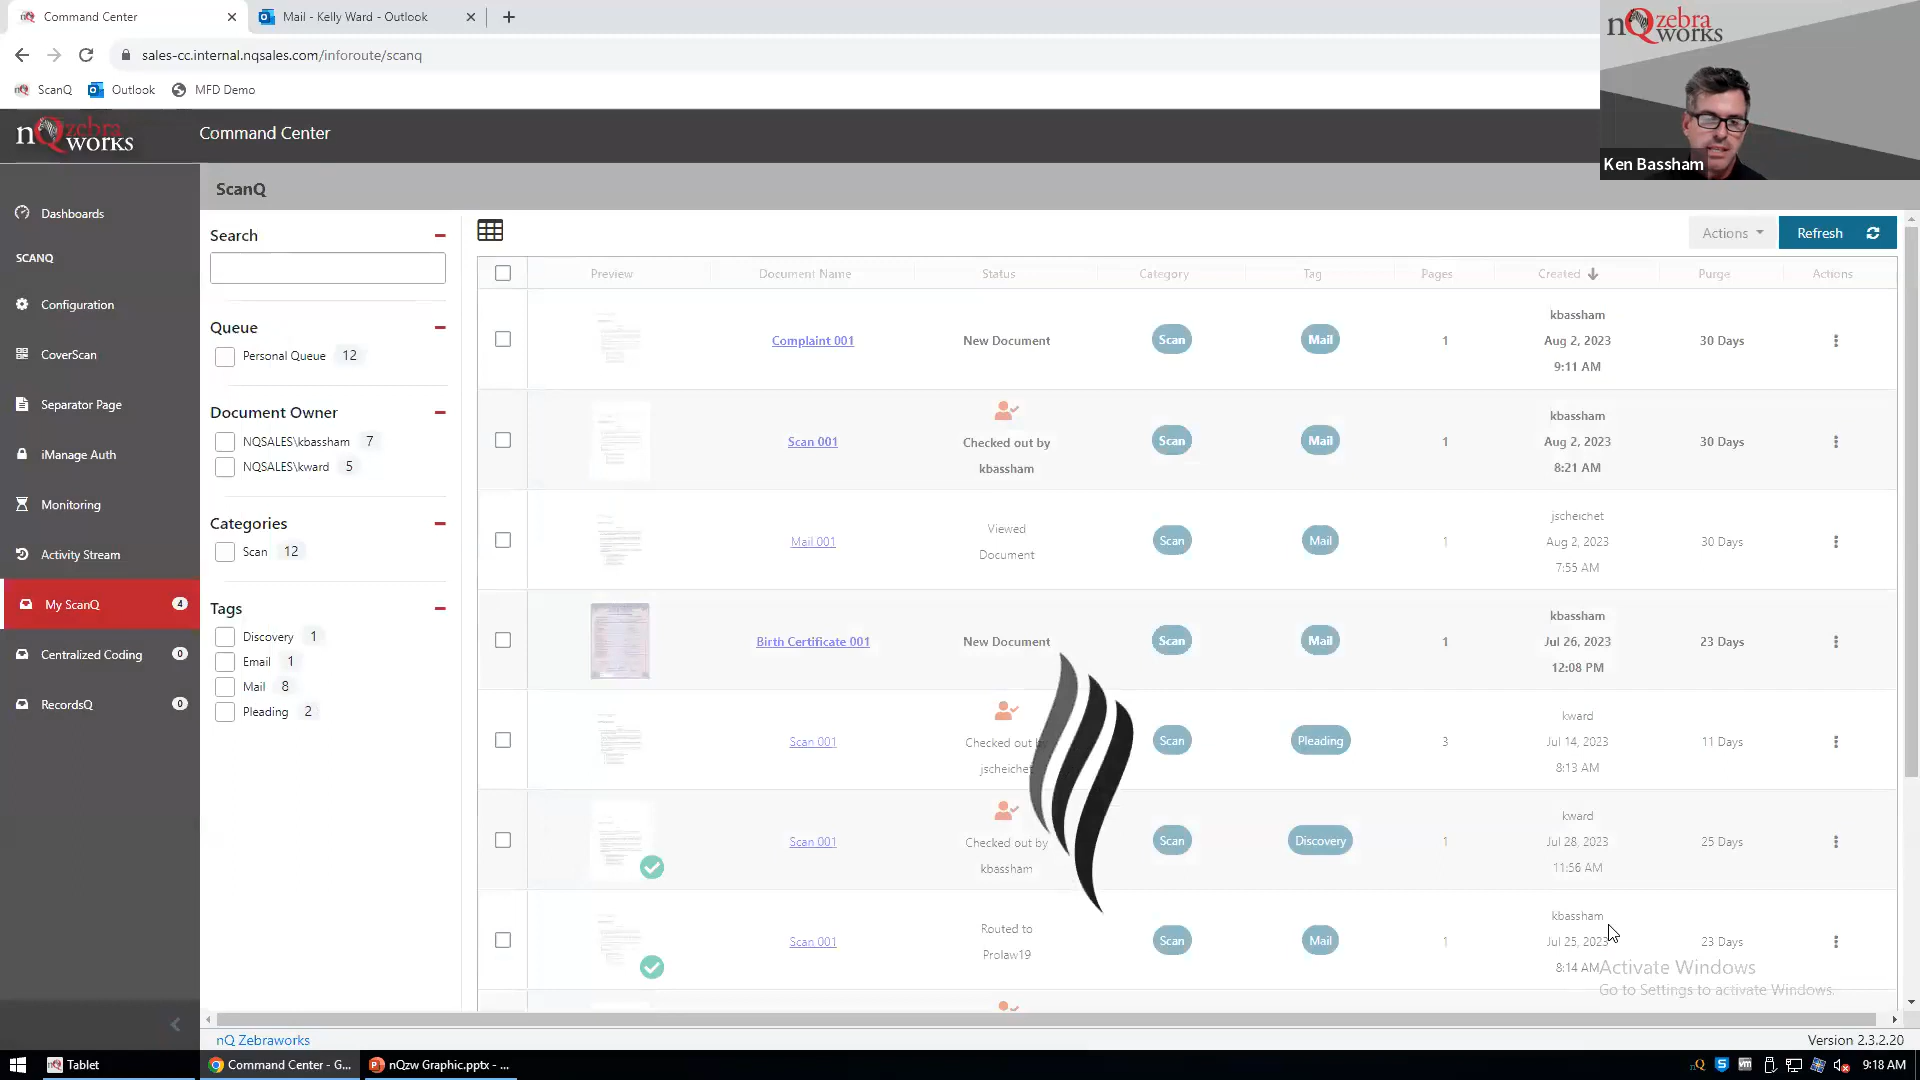 Command Center
Mail - Kelly Ward - Outlook
sales-cc.internal.nqsales.com/inforoute/scanq
ScanQ
Outlook
MFD Demo
nQ zebra works
Ken Bassham
nQ zebra works
Command Center
ScanQ
Dashboards
SCANQ
Configuration
CoverScan
Separator Page
iManage Auth
Monitoring
Activity Stream
My ScanQ 4
Centralized Coding 0
RecordsQ 0
Search
Queue
Personal Queue 12
Document Owner
NQSALES\kbassham 7
NQSALES\kward 5
Categories
Scan 12
Tags
Discovery 1
Email 1
Mail 8
Pleading 2
Actions
Refresh
Preview Document Name Status Category Tag Pages Created Purge Actions
Complaint 001 New Document Scan Mail 1 kbassham Aug 2, 2023 9:11 AM 30 Days
Scan 001 Checked out by kbassham Scan Mail 1 kbassham Aug 2, 2023 8:21 AM 30 Days
Mail 001 Viewed Document Scan Mail 1 jscheichet Aug 2, 2023 7:55 AM 30 Days
Birth Certificate 001 New Document Scan Mail 1 kbassham Jul 26, 2023 12:08 PM 23 Days
Scan 001 Checked out by jscheichet Scan Pleading 3 kward Jul 14, 2023 8:13 AM 11 Days
Scan 001 Checked out by kbassham Scan Discovery 1 kward Jul 28, 2023 11:56 AM 25 Days
Scan 001 Routed to Prolaw19 Scan Mail 1 kbassham Jul 25, 2023 8:14 AM 23 Days
Activate Windows
Go to Settings to activate Windows.
nQ Zebraworks
Version 2.3.2.20
Tablet
Command Center - G...
nQzw Graphic.pptx - ...
9:18 AM